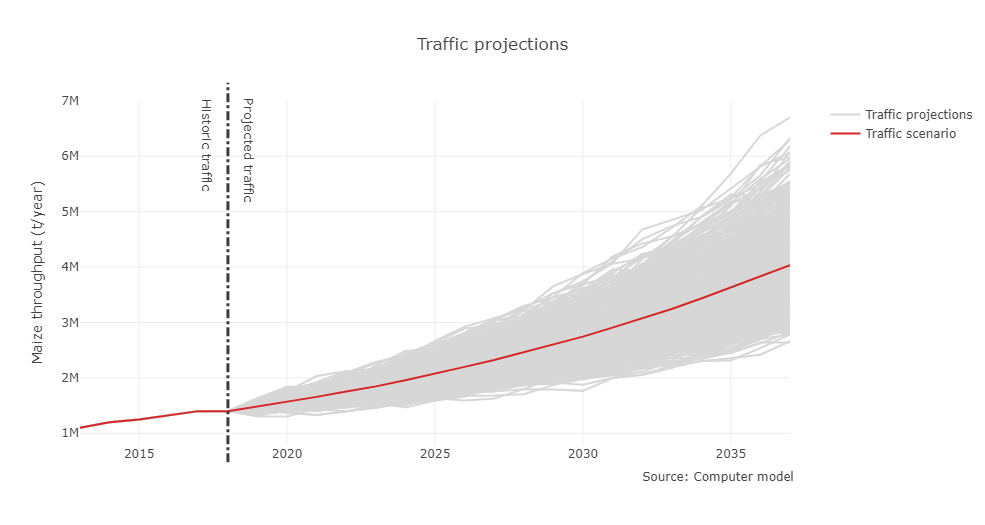 Traffic projections
Historic traffic
Projected traffic
7M
6M
5M
4M
3M
2M
1M
Maize throughput (t/year)
2015
2020
2025
2030
2035
Traffic projections
Traffic scenario
Source: Computer model